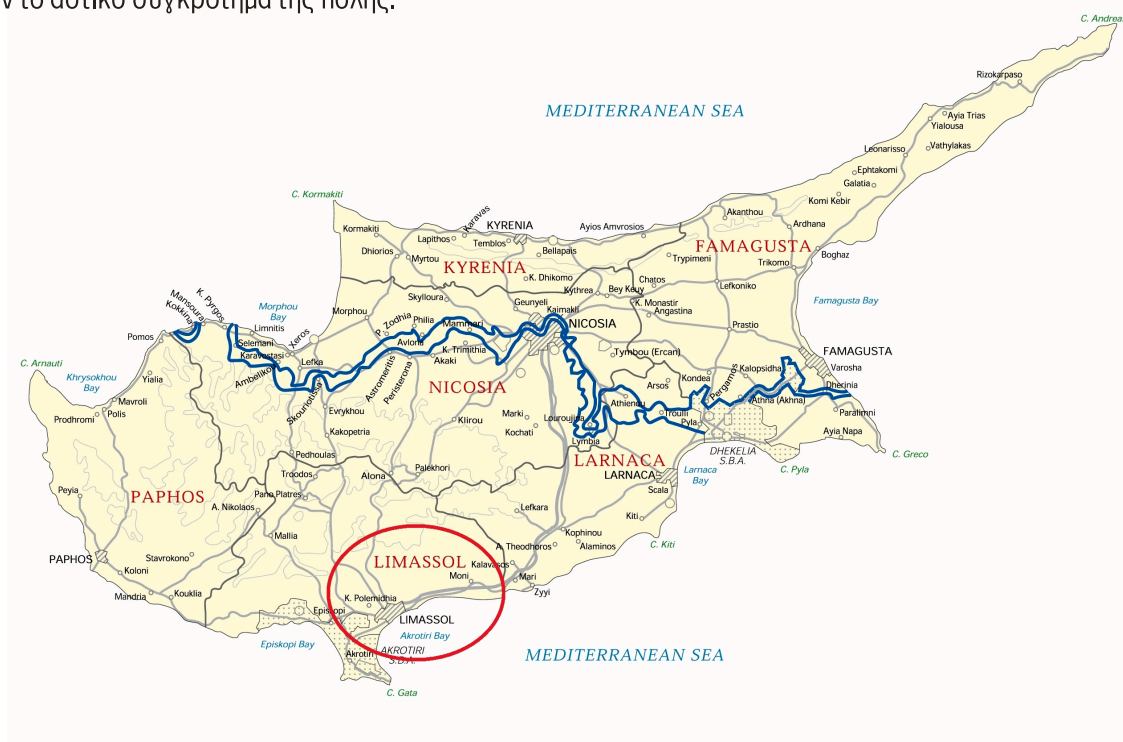 ν το αστικό συγκρότημα της πόλης.
C. Andreas
Rizokarpaso
MEDITERRANEAN SEA
Ayia Trias
Yialousa
Leonarisso
Vathylakas
Ephtakomi
Galatia
C. Kormakiti
Komi Kebir
Karavas
Akanthou
Kormakiti
KYRENIA
Ayios Amvrosios
Ardhana
Lapithos
Temblos
FAMAGUSTA
Dhiorios
Bellapais
Trypimeni
Boghaz
Myrtou
KYRENIA
Trikomo
K. Dhikomo
Chatos
Lefkoniko
Kythrea
Bey Keuy
K. Pyrgos
Mansoura
Kokkina
Skylloura
Geunyeli
K. Monastir
Famagusta Bay
Morphou Bay
Morphou
Kaimakli
Angastina
P. Zodhia
Philia
Mammari
NICOSIA
Prastio
Limnitis
Xeros
Pomos
Selemani
Avlona
K. Trimithia
Tymbou (Ercan)
FAMAGUSTA
Karavostasi
Lefka
Akaki
C. Arnauti
Varosha
Ambelikou
Astromeritis
Peristerona
Kalopsidha
Khrysokhou Bay
Yialia
NICOSIA
Arsos
Kondea
Pergamos
Dherinia
Skouriotissa
Mavroli
Athienou
Athna (Akhna)
Prodhromi
Polis
Evrykhou
Marki
Louroujina
Troulli
Paralimni
Klirou
Pyla
Kakopetria
Kochati
Ayia Napa
Lymbia
DHEKELIA S.B.A.
C. Greco
Pedhoulas
LARNACA
Larnaca Bay
C. Pyla
Troodos
Alona
Palekhori
LARNACA
Peyia
PAPHOS
Pano Platres
Scala
A. Nikolaos
Lefkara
Kiti
Mallia
Kophinou
C. Kiti
PAPHOS
Stavrokono
A. Theodhoros
Alaminos
Koloni
LIMASSOL
Kalavasos
Moni
Mari
Mandria
Kouklia
Zyyi
K. Polemidhia
Episkopi
LIMASSOL
Episkopi Bay
Akrotiri Bay
Akrotiri
AKROTIRI S.B.A.
MEDITERRANEAN SEA
C. Gata